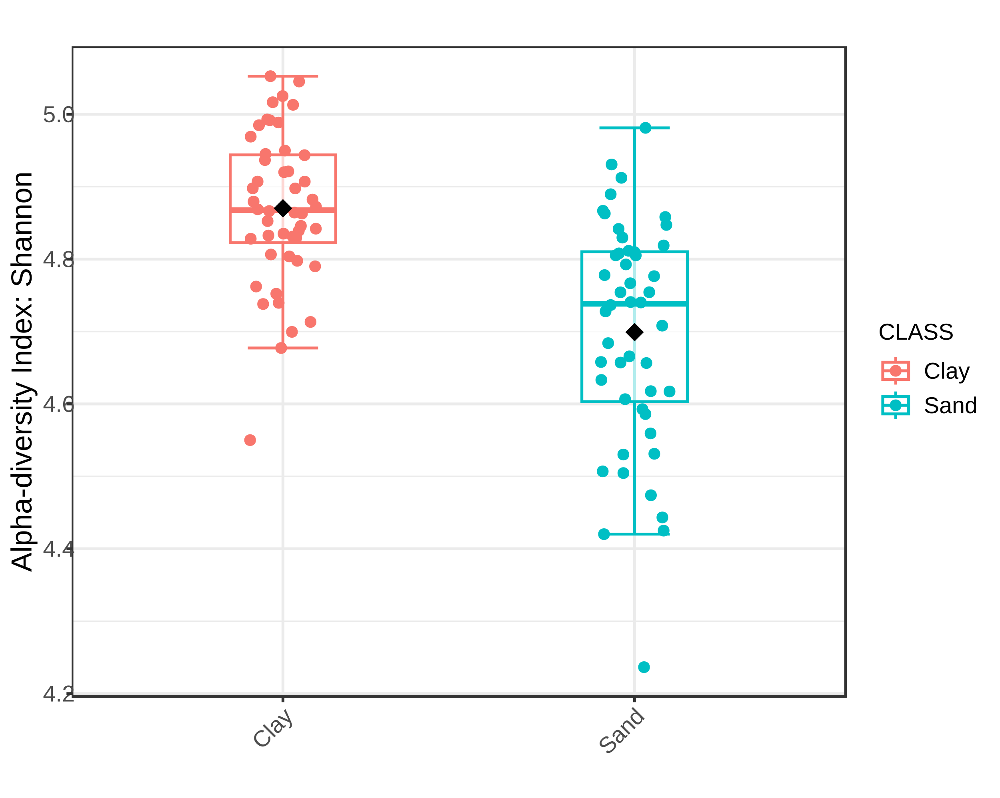 Alpha-diversity Index: Shannon
5.0
4.8
4.6
4.4
4.2
Clay
Sand
CLASS
Clay
Sand